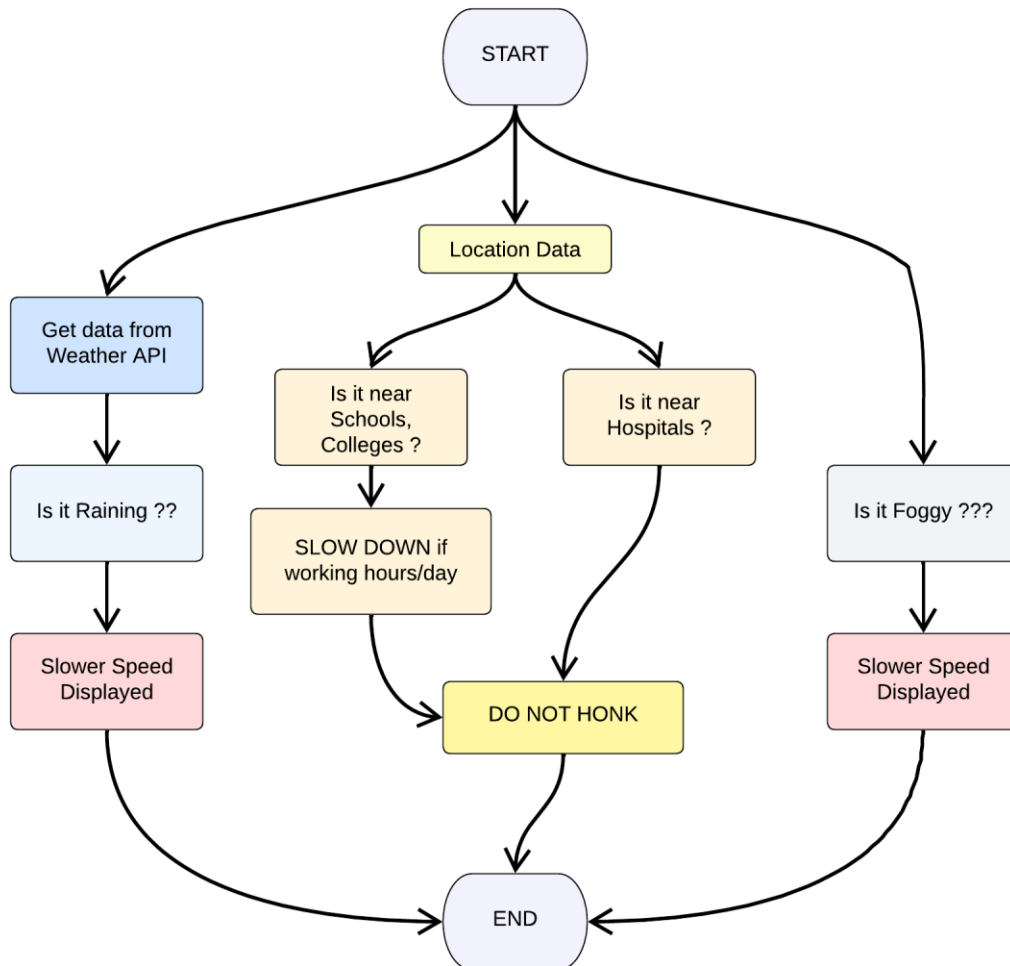 START
Location Data
Get data from
Weather API
Is it near
Schools,
Colleges ?
Is it near
Hospitals ?
Is it Raining ??
SLOW DOWN if
working hours/day
Is it Foggy ???
Slower Speed
Displayed
DO NOT HONK
Slower Speed
Displayed
END